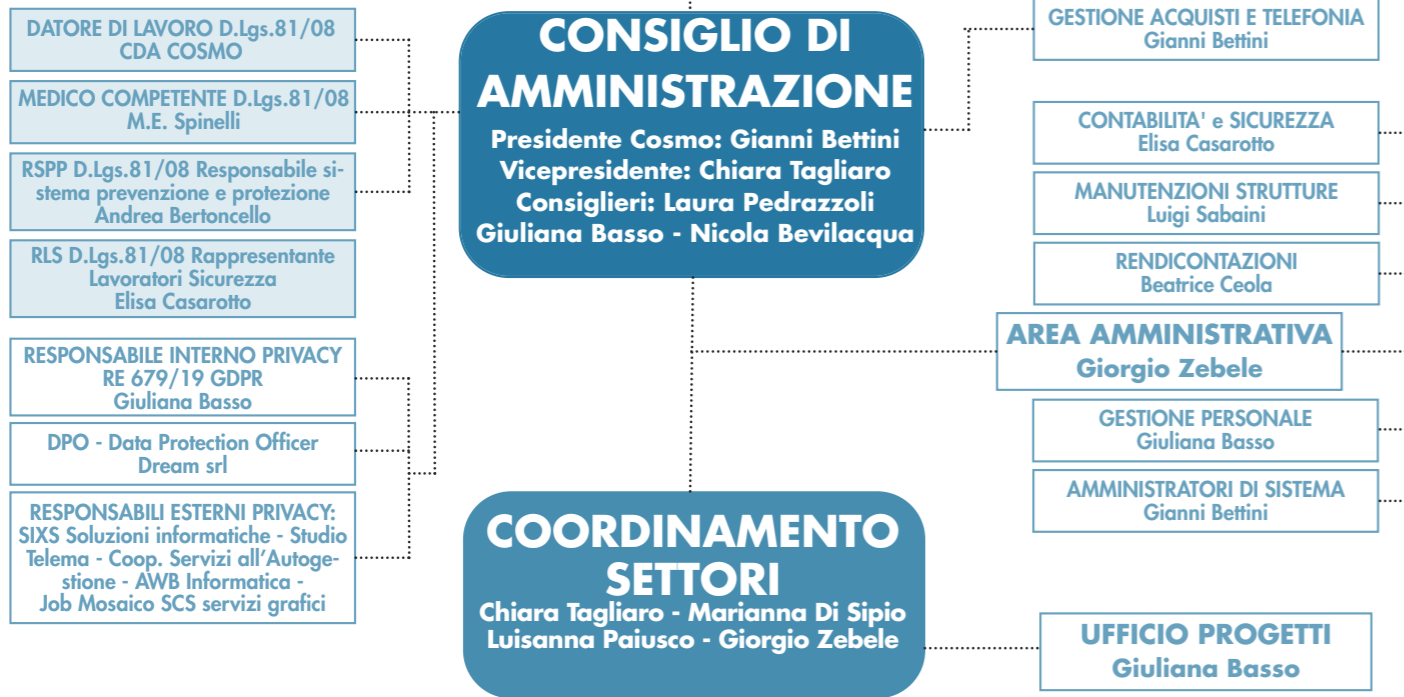 DATORE DI LAVORO D.Lgs.81/08
CDA COSMO
MEDICO COMPETENTE D.Lgs.81/08
M.E. Spinelli
RSPP D.Lgs.81/08 Responsabile si-
stema prevenzione e protezione
Andrea Bertoncello
RLS D.Lgs.81/08 Rappresentante
Lavoratori Sicurezza
Elisa Casarotto
RESPONSABILE INTERNO PRIVACY
RE 679/19 GDPR
Giuliana Basso
DPO - Data Protection Officer
Dream srl
RESPONSABILI ESTERNI PRIVACY:
SIXS Soluzioni informatiche - Studio
Telema - Coop. Servizi all'Autoge-
stione - AWB Informatica -
Job Mosaico SCS servizi grafici
CONSIGLIO DI
AMMINISTRAZIONE
Presidente Cosmo: Gianni Bettini
Vicepresidente: Chiara Tagliaro
Consiglieri: Laura Pedrazzoli
Giuliana Basso - Nicola Bevilacqua
COORDINAMENTO
SETTORI
Chiara Tagliaro - Marianna Di Sipio
Luisanna Paiusco - Giorgio Zebele
GESTIONE ACQUISTI E TELEFONIA
Gianni Bettini
CONTABILITA' e SICUREZZA
Elisa Casarotto
MANUTENZIONI STRUTTURE
Luigi Sabaini
RENDICONTAZIONI
Beatrice Ceola
AREA AMMINISTRATIVA
Giorgio Zebele
GESTIONE PERSONALE
Giuliana Basso
AMMINISTRATORI DI SISTEMA
Gianni Bettini
UFFICIO PROGETTI
Giuliana Basso